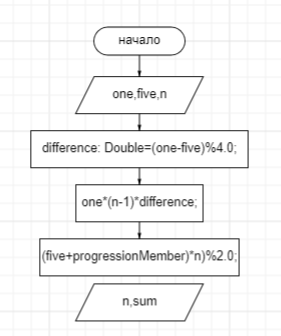 начало
one,five,n
difference: Double=(one-five)%4.0;
one*(n-1)*difference;
(five+progressionMember)*n)%2.0;
n,sum